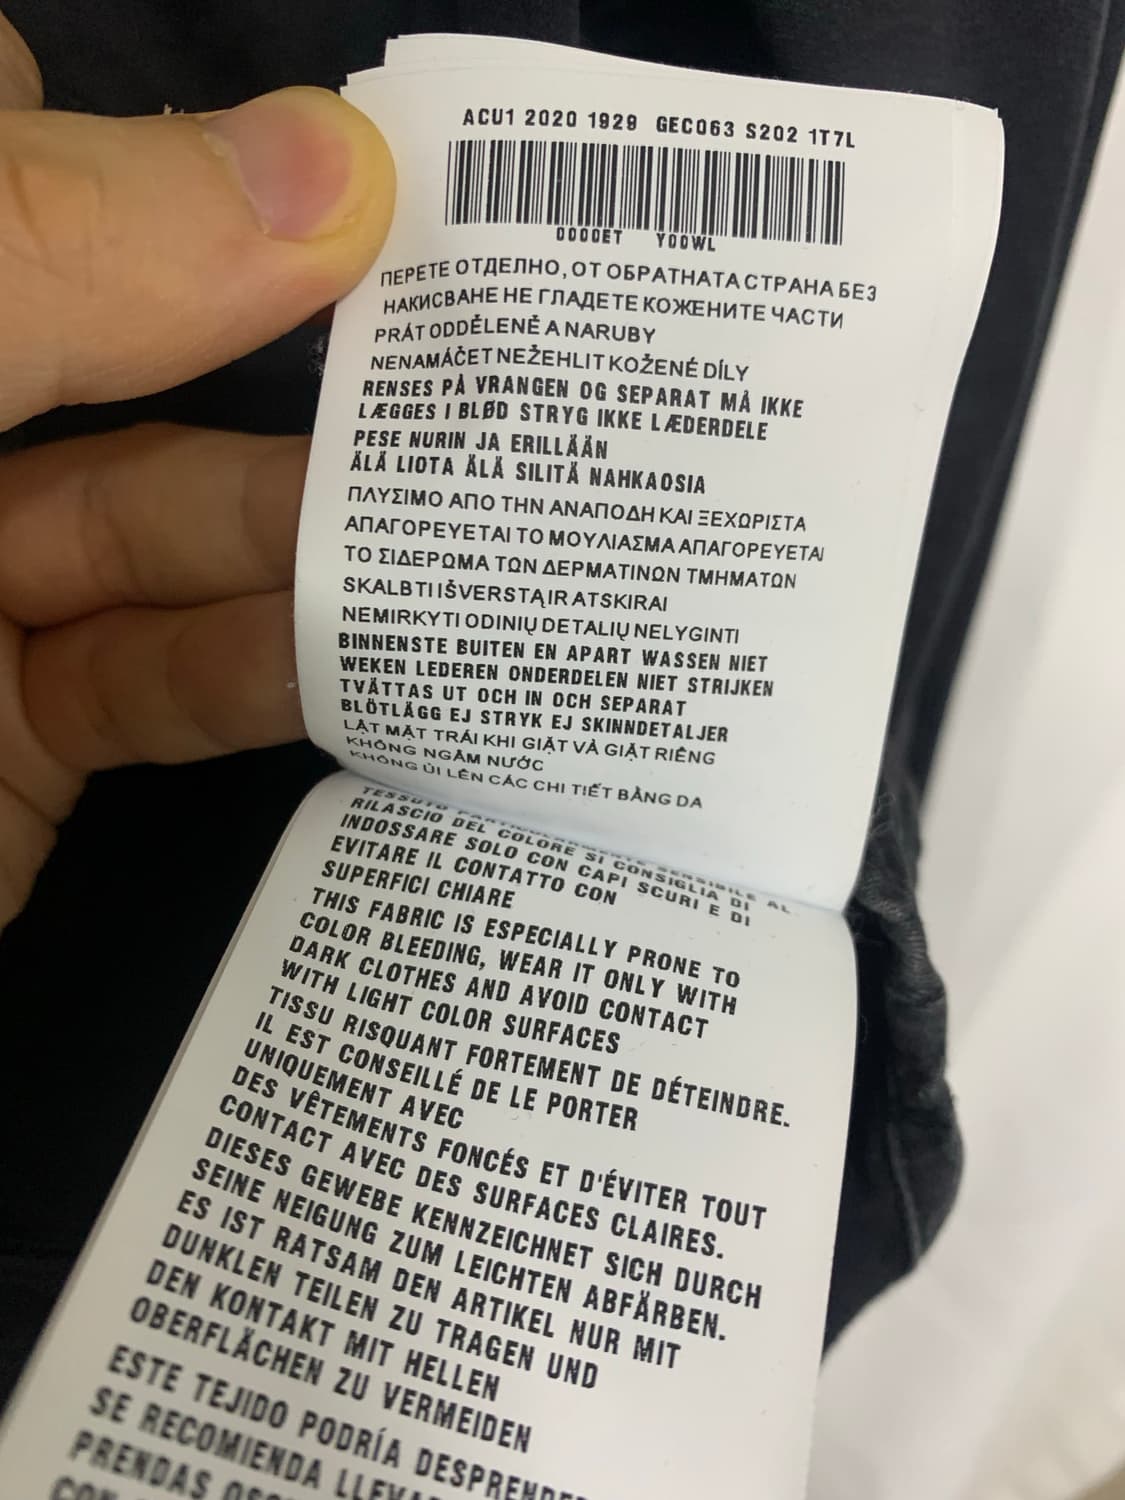 ACU1 2020 1929 GEC063 S202 1T7L
0000ET Y00WL
ПЕРЕТЕ ОТДЕЛНО, ОТ ОБРАТНАТА СТРАНА БЕЗ
НАКИСВАНЕ НЕ ГЛАДЕТЕ КОЖЕНИТЕ ЧАСТИ
PRÁT ODDĚLENĚ A NARUBY
NENAMÁČET NEŽEHLIT KOŽENÉ DÍLY
RENSES PÅ VRANGEN OG SEPARAT MÅ IKKE
LÆGGES I BLØD STRYG IKKE LÆDERDELE
PESE NURIN JA ERILLÄÄN
ÄLÄ LIOTA ÄLÄ SILITÄ NAHKAOSIA
ΠΛΥΣΙΜΟ ΑΠΟ ΤΗΝ ΑΝΑΠΟΔΗ ΚΑΙ ΞΕΧΩΡΙΣΤΑ
ΑΠΑΓΟΡΕΥΕΤΑΙ ΤΟ ΜΟΥΛΙΑΣΜΑ ΑΠΑΓΟΡΕΥΕΤΑΙ
ΤΟ ΣΙΔΕΡΩΜΑ ΤΩΝ ΔΕΡΜΑΤΙΝΩΝ ΤΜΗΜΑΤΩΝ
SKALBTI IŠVERSTĄ IR ATSKIRAI
NEMIRKYTI ODINIŲ DETALIŲ NELYGINTI
BINNENSTE BUITEN EN APART WASSEN NIET
WEKEN LEDEREN ONDERDELEN NIET STRIJKEN
TVÄTTAS UT OCH IN OCH SEPARAT
BLÖTLÄGG EJ STRYK EJ SKINNDETALJER
LẬT MẶT TRÁI KHI GIẶT VÀ GIẶT RIÊNG
KHÔNG NGÂM NƯỚC
KHÔNG ỦI LÊN CÁC CHI TIẾT BẰNG DA
TESSUTO PARTICOLARMENTE SENSIBILE AL
RILASCIO DEL COLORE SI CONSIGLIA DI
INDOSSARE SOLO CON CAPI SCURI E DI
EVITARE IL CONTATTO CON
SUPERFICI CHIARE
THIS FABRIC IS ESPECIALLY PRONE TO
COLOR BLEEDING, WEAR IT ONLY WITH
DARK CLOTHES AND AVOID CONTACT
WITH LIGHT COLOR SURFACES
TISSU RISQUANT FORTEMENT DE DÉTEINDRE.
IL EST CONSEILLÉ DE LE PORTER
UNIQUEMENT AVEC
DES VÊTEMENTS FONCÉS ET D'ÉVITER TOUT
CONTACT AVEC DES SURFACES CLAIRES.
DIESES GEWEBE KENNZEICHNET SICH DURCH
SEINE NEIGUNG ZUM LEICHTEN ABFÄRBEN.
ES IST RATSAM DEN ARTIKEL NUR MIT
DUNKLEN TEILEN ZU TRAGEN UND
DEN KONTAKT MIT HELLEN
OBERFLÄCHEN ZU VERMEIDEN
ESTE TEJIDO PODRÍA
SE RECOMIENDA
PRENDAS